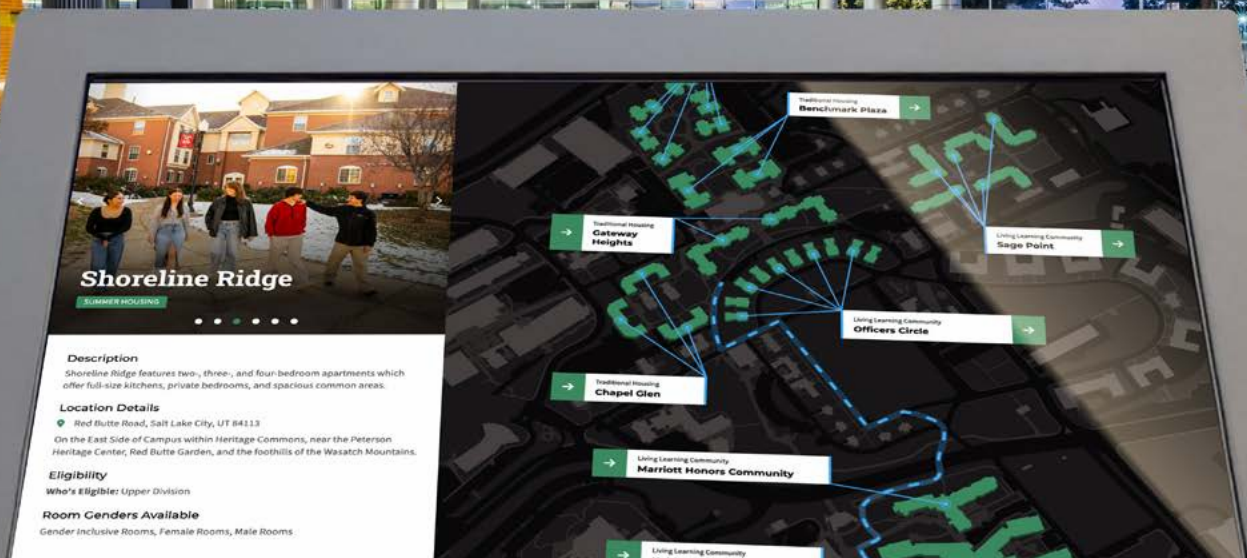 Shoreline Ridge
SUMMER HOUSING
Description
Shoreline Ridge features two-, three-, and four-bedroom apartments which
offer full-size kitchens, private bedrooms, and spacious common areas.
Location Details
Red Butte Road, Salt Lake City, UT 84113
On the East Side of Campus within Heritage Commons, near the Peterson
Heritage Center, Red Butte Garden, and the foothills of the Wasatch Mountains.
Eligibility
Who's Eligible: Upper Division
Room Genders Available
Gender Inclusive Rooms, Female Rooms, Male Rooms
Traditional Housing
Benchmark Plaza
Traditional Housing
Gateway
Heights
Living Learning Community
Sage Point
Living Learning Community
Officers Circle
Traditional Housing
Chapel Glen
Living Learning Community
Marriott Honors Community
Living Learning Community